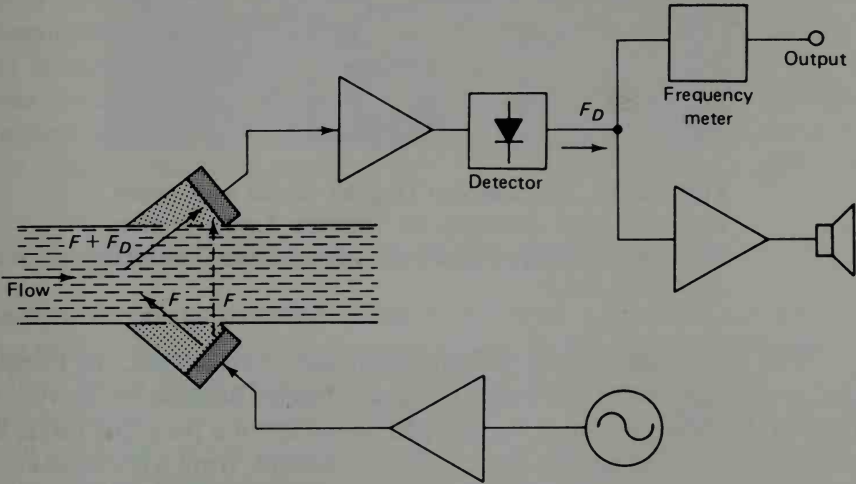 Output
Frequency
meter
F_D
Detector
F + F_D
Flow
F
F